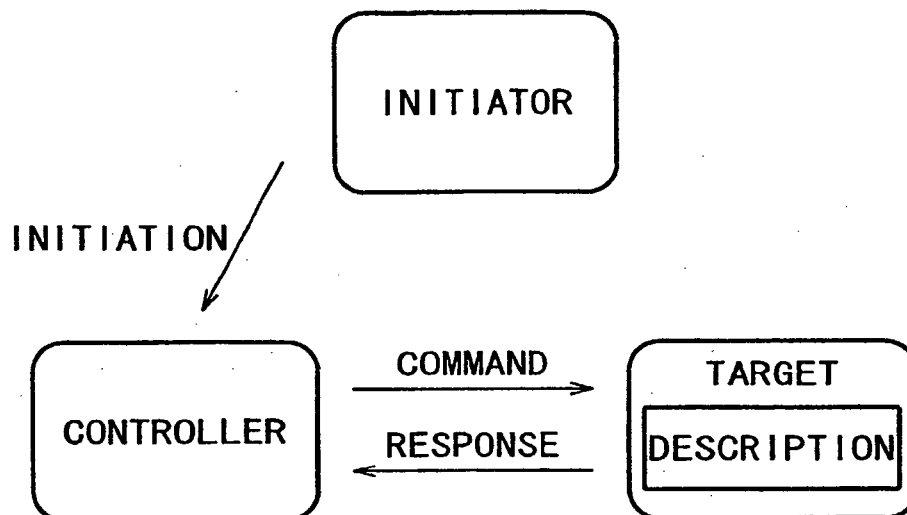 INITIATOR
INITIATION
COMMAND
TARGET
CONTROLLER
RESPONSE
DESCRIPTION